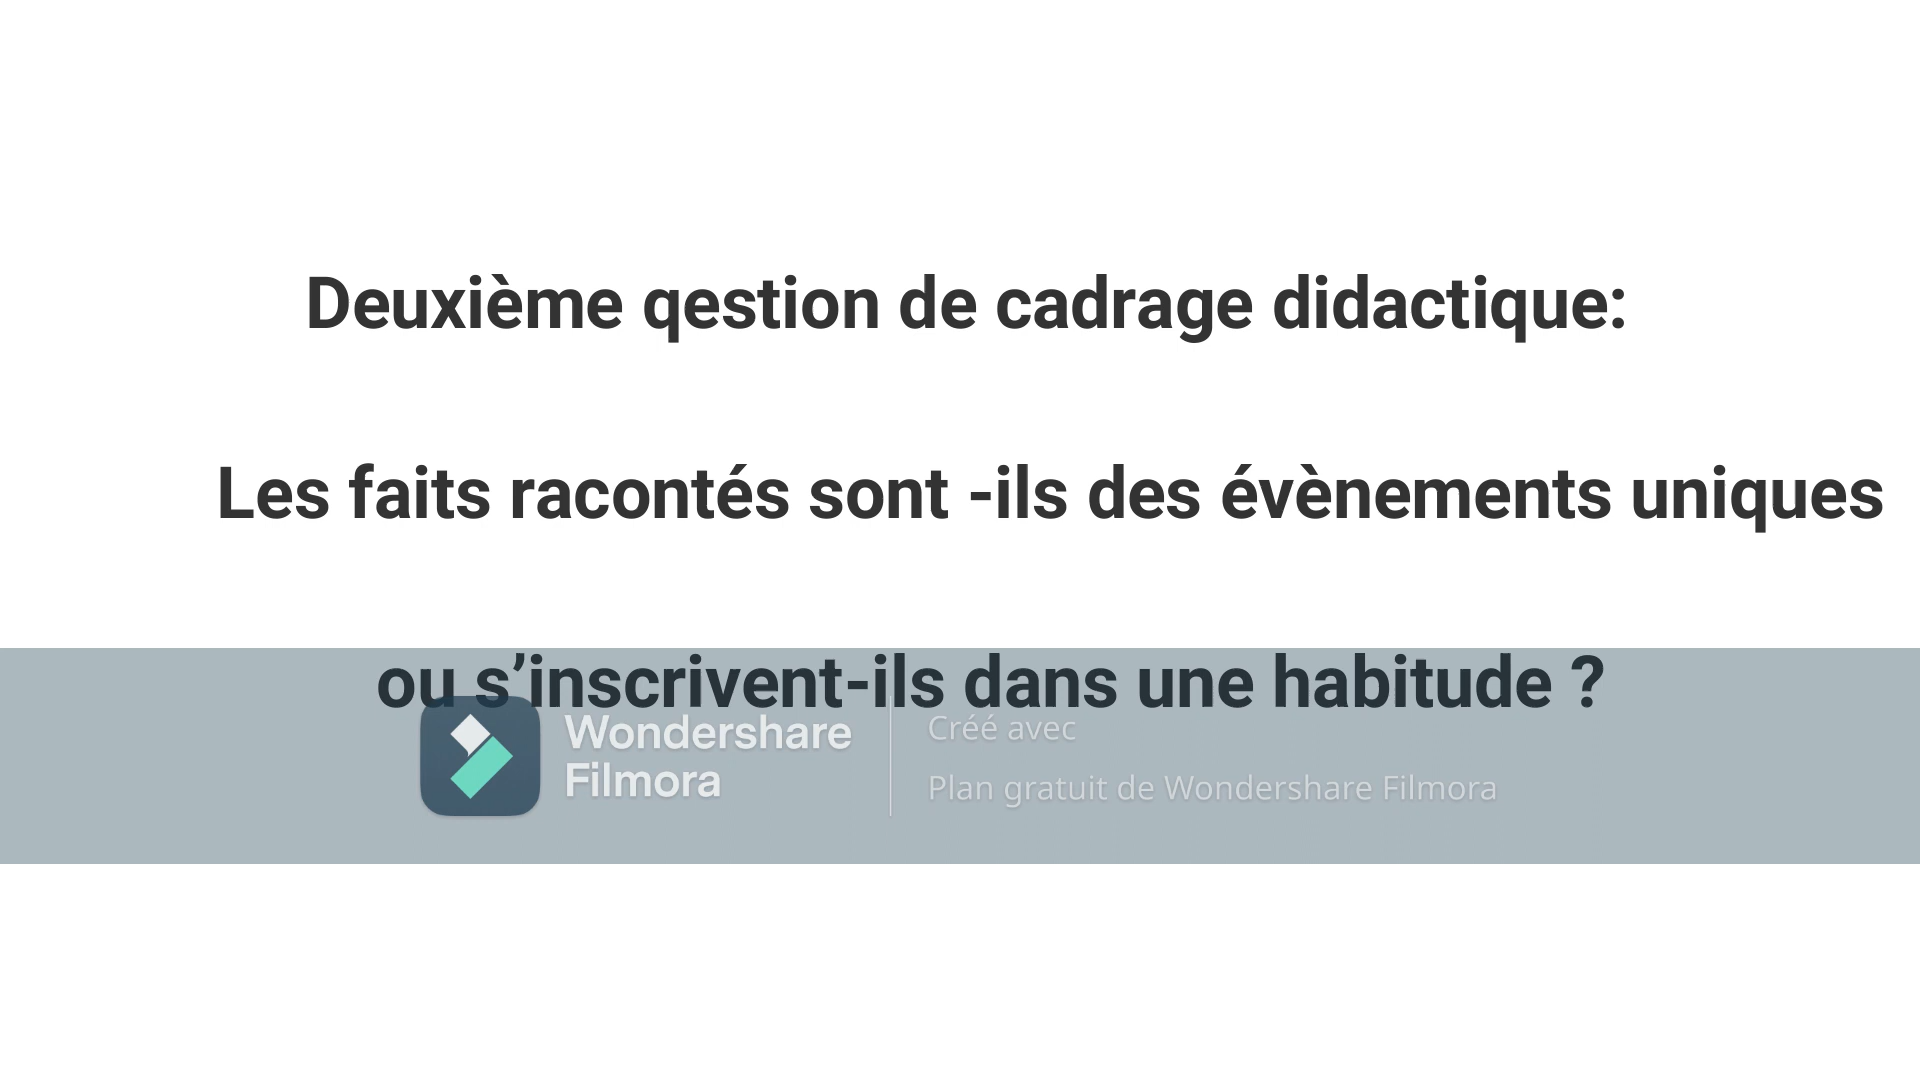 Deuxième qestion de cadrage didactique:
Les faits racontés sont -ils des évènements uniques
ou s’inscrivent-ils dans une habitude ?
Wondershare
Filmora
Créé avec
Plan gratuit de Wondershare Filmora